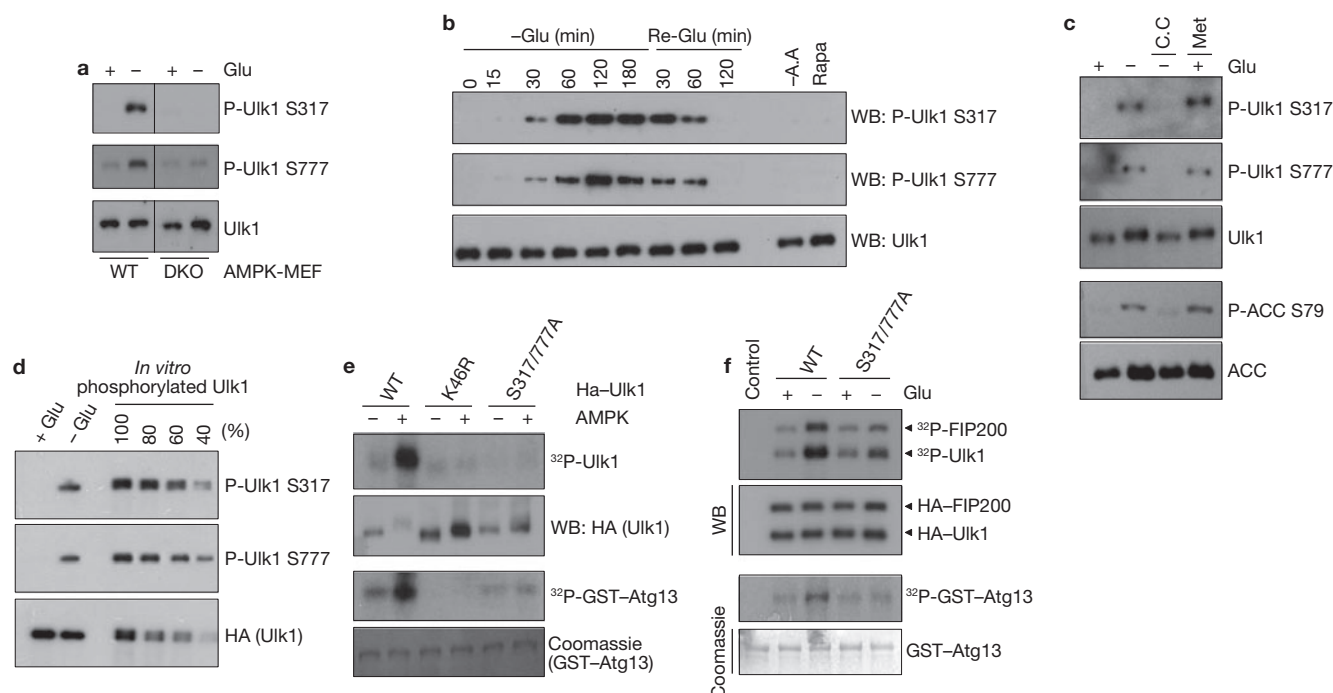 a
+ – + – Glu
P-Ulk1 S317
P-Ulk1 S777
Ulk1
WT DKO AMPK-MEF
b
–Glu (min) Re-Glu (min)
0 15 30 60 120 180 30 60 120 –A.A Rapa
WB: P-Ulk1 S317
WB: P-Ulk1 S777
WB: Ulk1
c
C.C Met
+ – – + Glu
P-Ulk1 S317
P-Ulk1 S777
Ulk1
P-ACC S79
ACC
d
In vitro
phosphorylated Ulk1
+ Glu – Glu 100 80 60 40 (%)
P-Ulk1 S317
P-Ulk1 S777
HA (Ulk1)
e
WT K46R S317/777A Ha–Ulk1
– + – + – + AMPK
³²P-Ulk1
WB: HA (Ulk1)
³²P-GST–Atg13
Coomassie
(GST–Atg13)
f
Control WT S317/777A
+ – + – Glu
³²P-FIP200
³²P-Ulk1
WB
HA–FIP200
HA–Ulk1
³²P-GST–Atg13
Coomassie
GST–Atg13